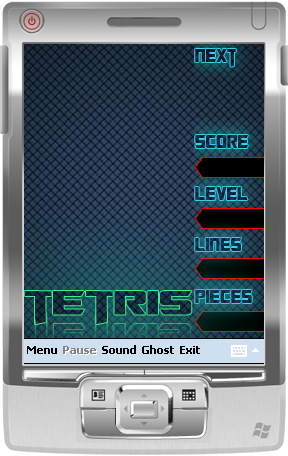 NEXT
SCORE
LEVEL
LINES
TETRIS
PIECES
Menu Pause Sound Ghost Exit